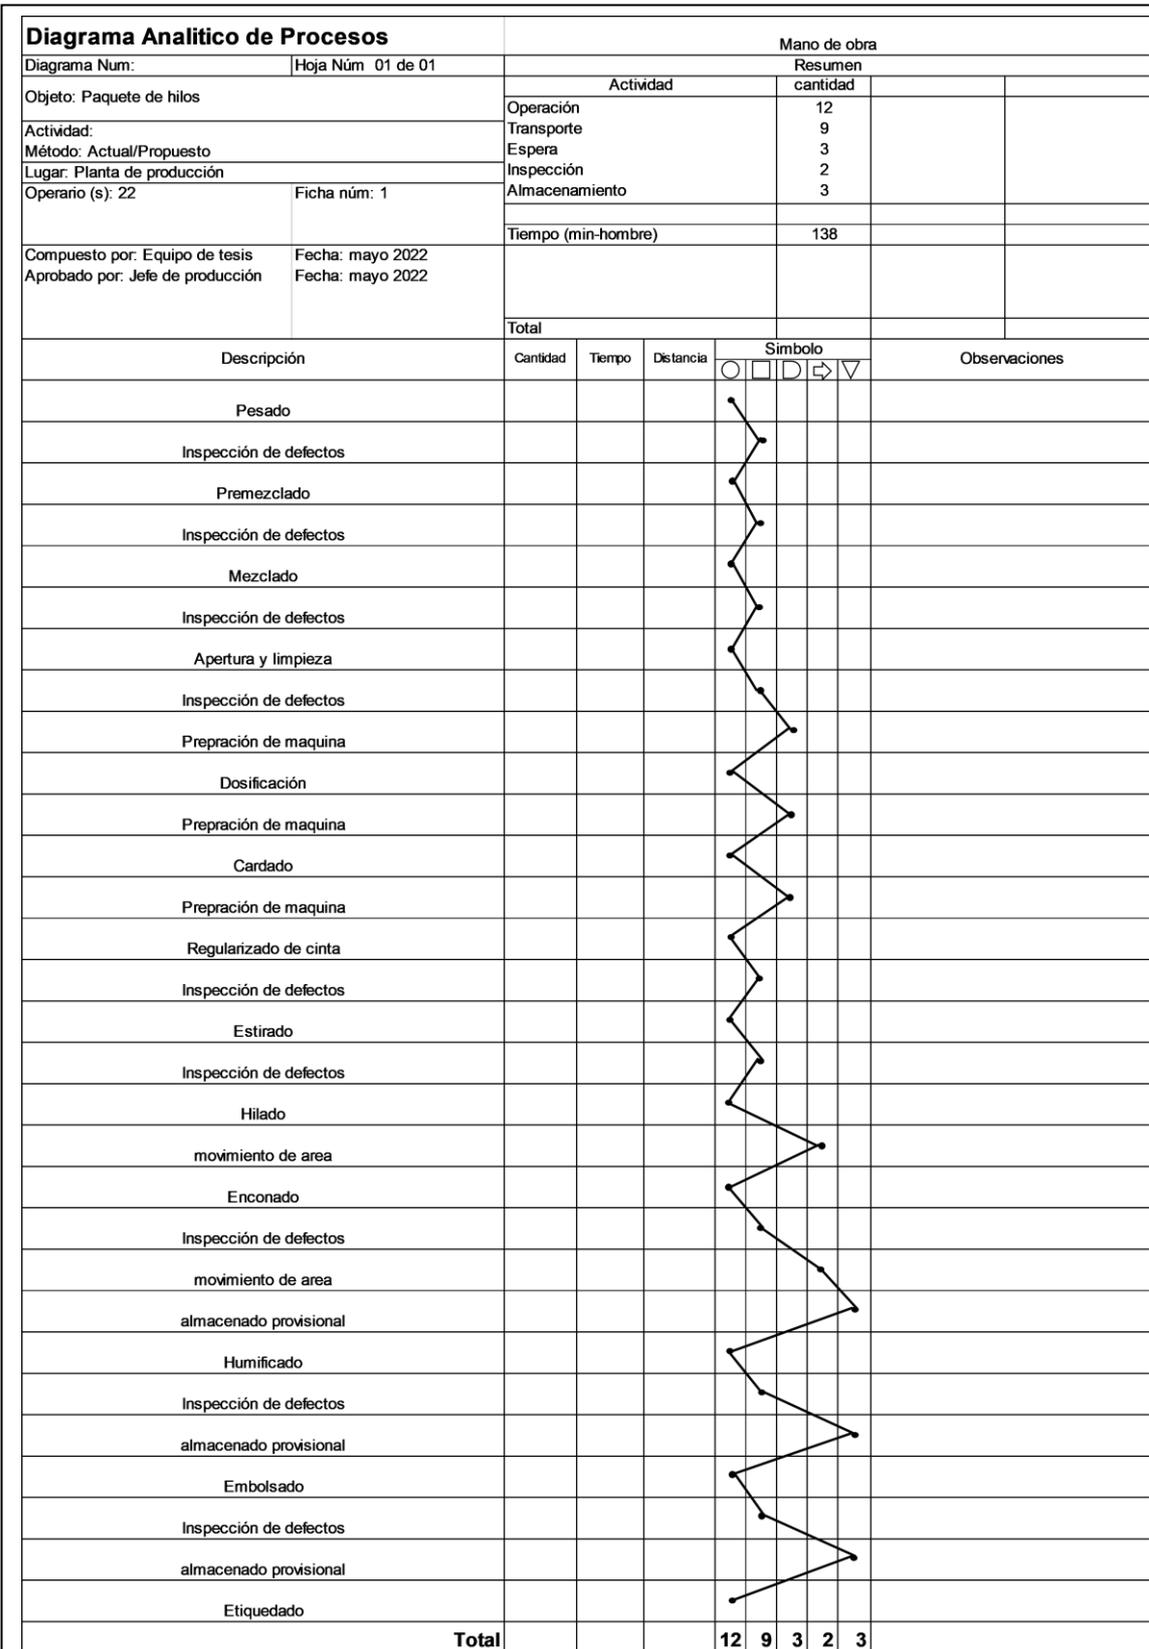 Diagrama Analitico de Procesos
Mano de obra
Diagrama Num: Hoja Núm 01 de 01
Resumen
Objeto: Paquete de hilos
Actividad cantidad
Operación 12
Actividad:
Transporte 9
Método: Actual/Propuesto
Espera 3
Lugar: Planta de producción
Inspección 2
Operario (s): 22 Ficha núm: 1
Almacenamiento 3
Tiempo (min-hombre) 138
Compuesto por: Equipo de tesis Fecha: mayo 2022
Aprobado por: Jefe de producción Fecha: mayo 2022
Total
Descripción Cantidad Tiempo Distancia Simbolo Observaciones
Pesado
Inspección de defectos
Premezclado
Inspección de defectos
Mezclado
Inspección de defectos
Apertura y limpieza
Inspección de defectos
Prepración de maquina
Dosificación
Prepración de maquina
Cardado
Prepración de maquina
Regularizado de cinta
Inspección de defectos
Estirado
Inspección de defectos
Hilado
movimiento de area
Enconado
Inspección de defectos
movimiento de area
almacenado provisional
Humificado
Inspección de defectos
almacenado provisional
Embolsado
Inspección de defectos
almacenado provisional
Etiquedado
Total 12 9 3 2 3